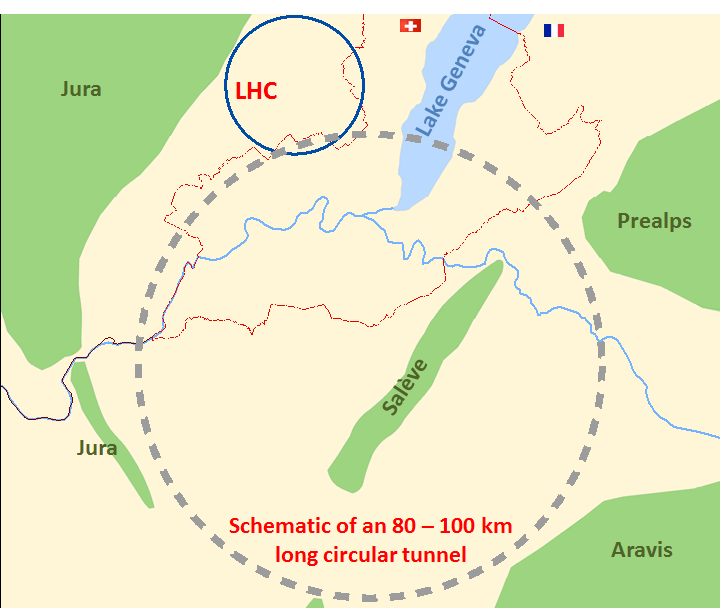 Jura
LHC
Lake Geneva
Prealps
Salève
Jura
Schematic of an 80 – 100 km
long circular tunnel
Aravis